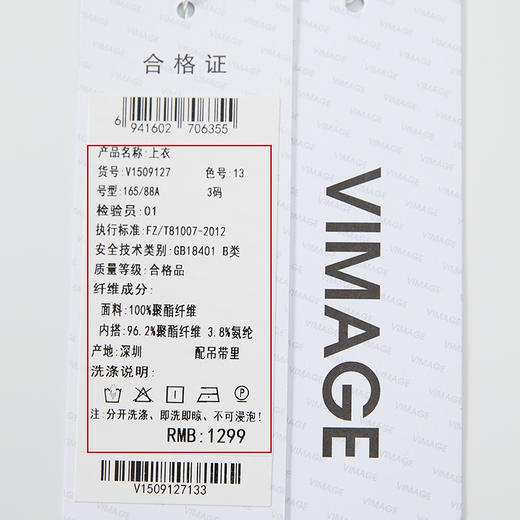 合格证
6 941602 706355
产品名称:上衣
货号:V1509127 色号:13
号型:165/88A 3码
检验员:01
执行标准:FZ/T81007-2012
安全技术类别:GB18401 B类
质量等级:合格品
纤维成分:
面料:100%聚酯纤维
内搭:96.2%聚酯纤维 3.8%氨纶
产地:深圳 配吊带里
洗涤说明:
P
注:分开洗涤、即洗即晾、不可浸泡!
RMB:1299
V1509127133
VIMAGE